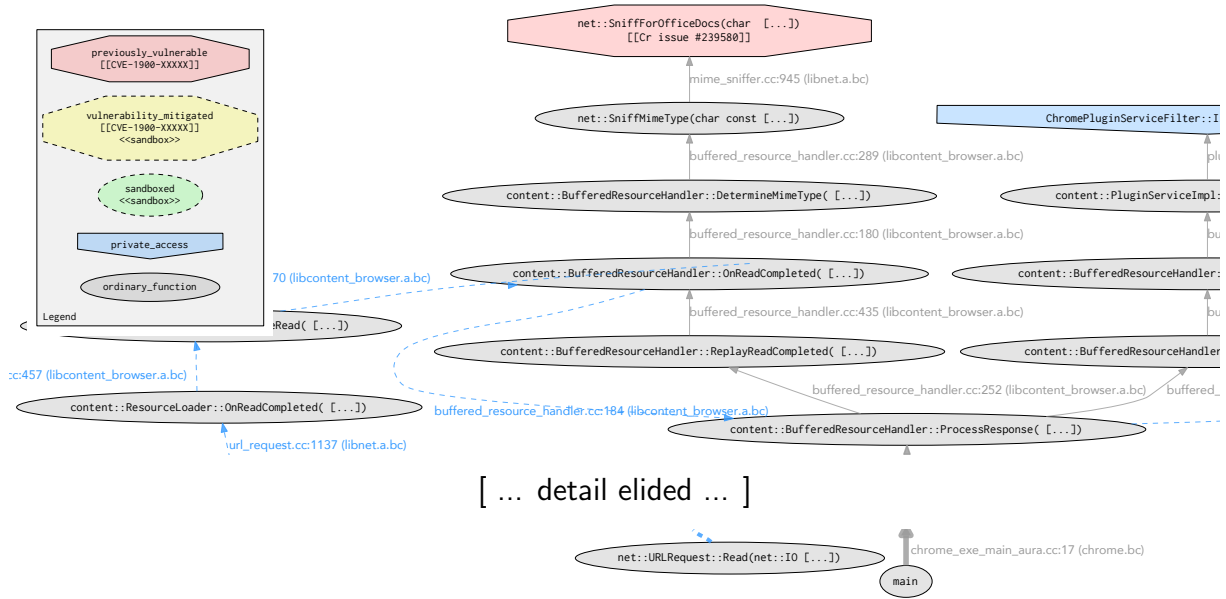 previously_vulnerable
[[CVE-1900-XXXXX]]
vulnerability_mitigated
[[CVE-1900-XXXXX]]
<<sandbox>>
sandboxed
<<sandbox>>
private_access
ordinary_function
Legend
net::SniffForOfficeDocs(char [...])
[[Cr issue #239580]]
mime_sniffer.cc:945 (libnet.a.bc)
net::SniffMimeType(char const [...])
ChromePluginServiceFilter::I
buffered_resource_handler.cc:289 (libcontent_browser.a.bc)
content::BufferedResourceHandler::DetermineMimeType( [...])
content::PluginServiceImpl:
buffered_resource_handler.cc:180 (libcontent_browser.a.bc)
bu
70 (libcontent_browser.a.bc)
content::BufferedResourceHandler::OnReadCompleted( [...])
content::BufferedResourceHandler:
buffered_resource_handler.cc:435 (libcontent_browser.a.bc)
bu
eRead( [...])
content::BufferedResourceHandler::ReplayReadCompleted( [...])
content::BufferedResourceHandler
cc:457 (libcontent_browser.a.bc)
buffered_resource_handler.cc:252 (libcontent_browser.a.bc)
buffered_
content::ResourceLoader::OnReadCompleted( [...])
buffered_resource_handler.cc:184 (libcontent_browser.a.bc)
content::BufferedResourceHandler::ProcessResponse( [...])
url_request.cc:1137 (libnet.a.bc)
[ ... detail elided ... ]
net::URLRequest::Read(net::IO [...])
chrome_exe_main_aura.cc:17 (chrome.bc)
main